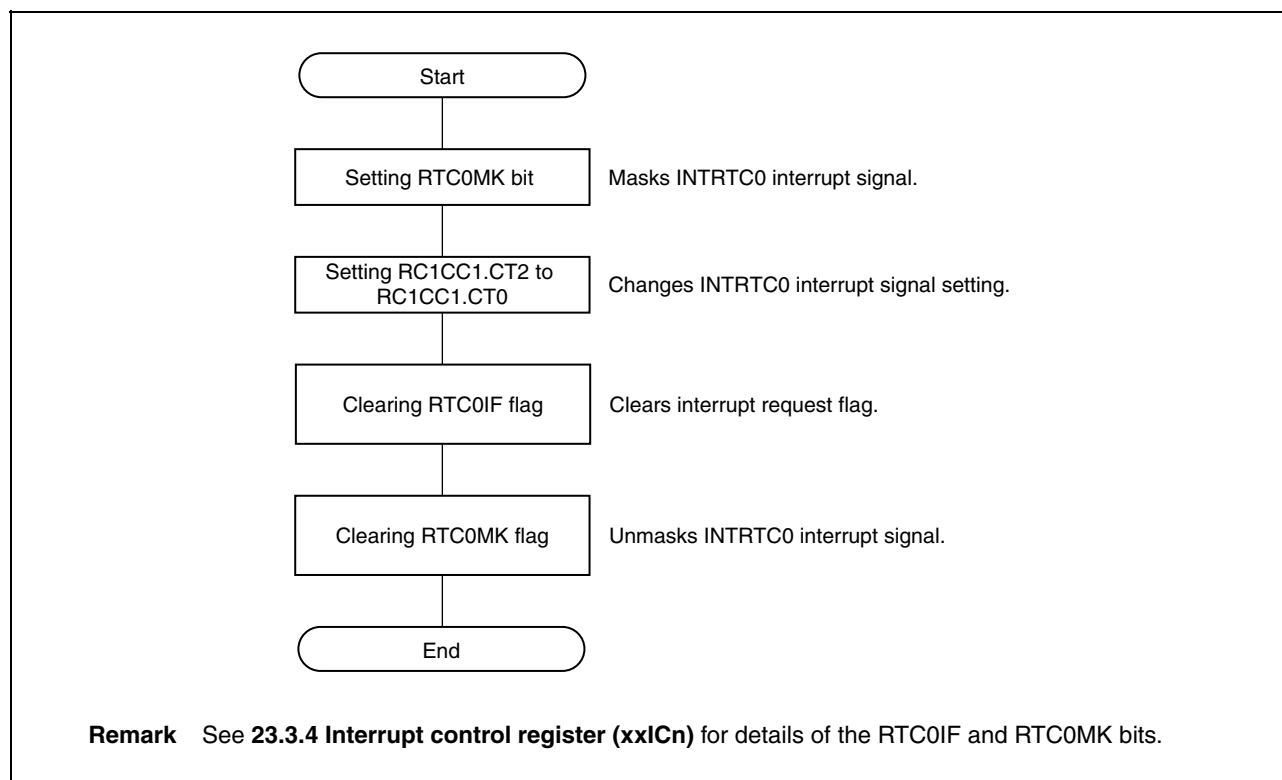 Start
Setting RTC0MK bit
Masks INTRTC0 interrupt signal.
Setting RC1CC1.CT2 to
RC1CC1.CT0
Changes INTRTC0 interrupt signal setting.
Clearing RTC0IF flag
Clears interrupt request flag.
Clearing RTC0MK flag
Unmasks INTRTC0 interrupt signal.
End
Remark See 23.3.4 Interrupt control register (xxICn) for details of the RTC0IF and RTC0MK bits.